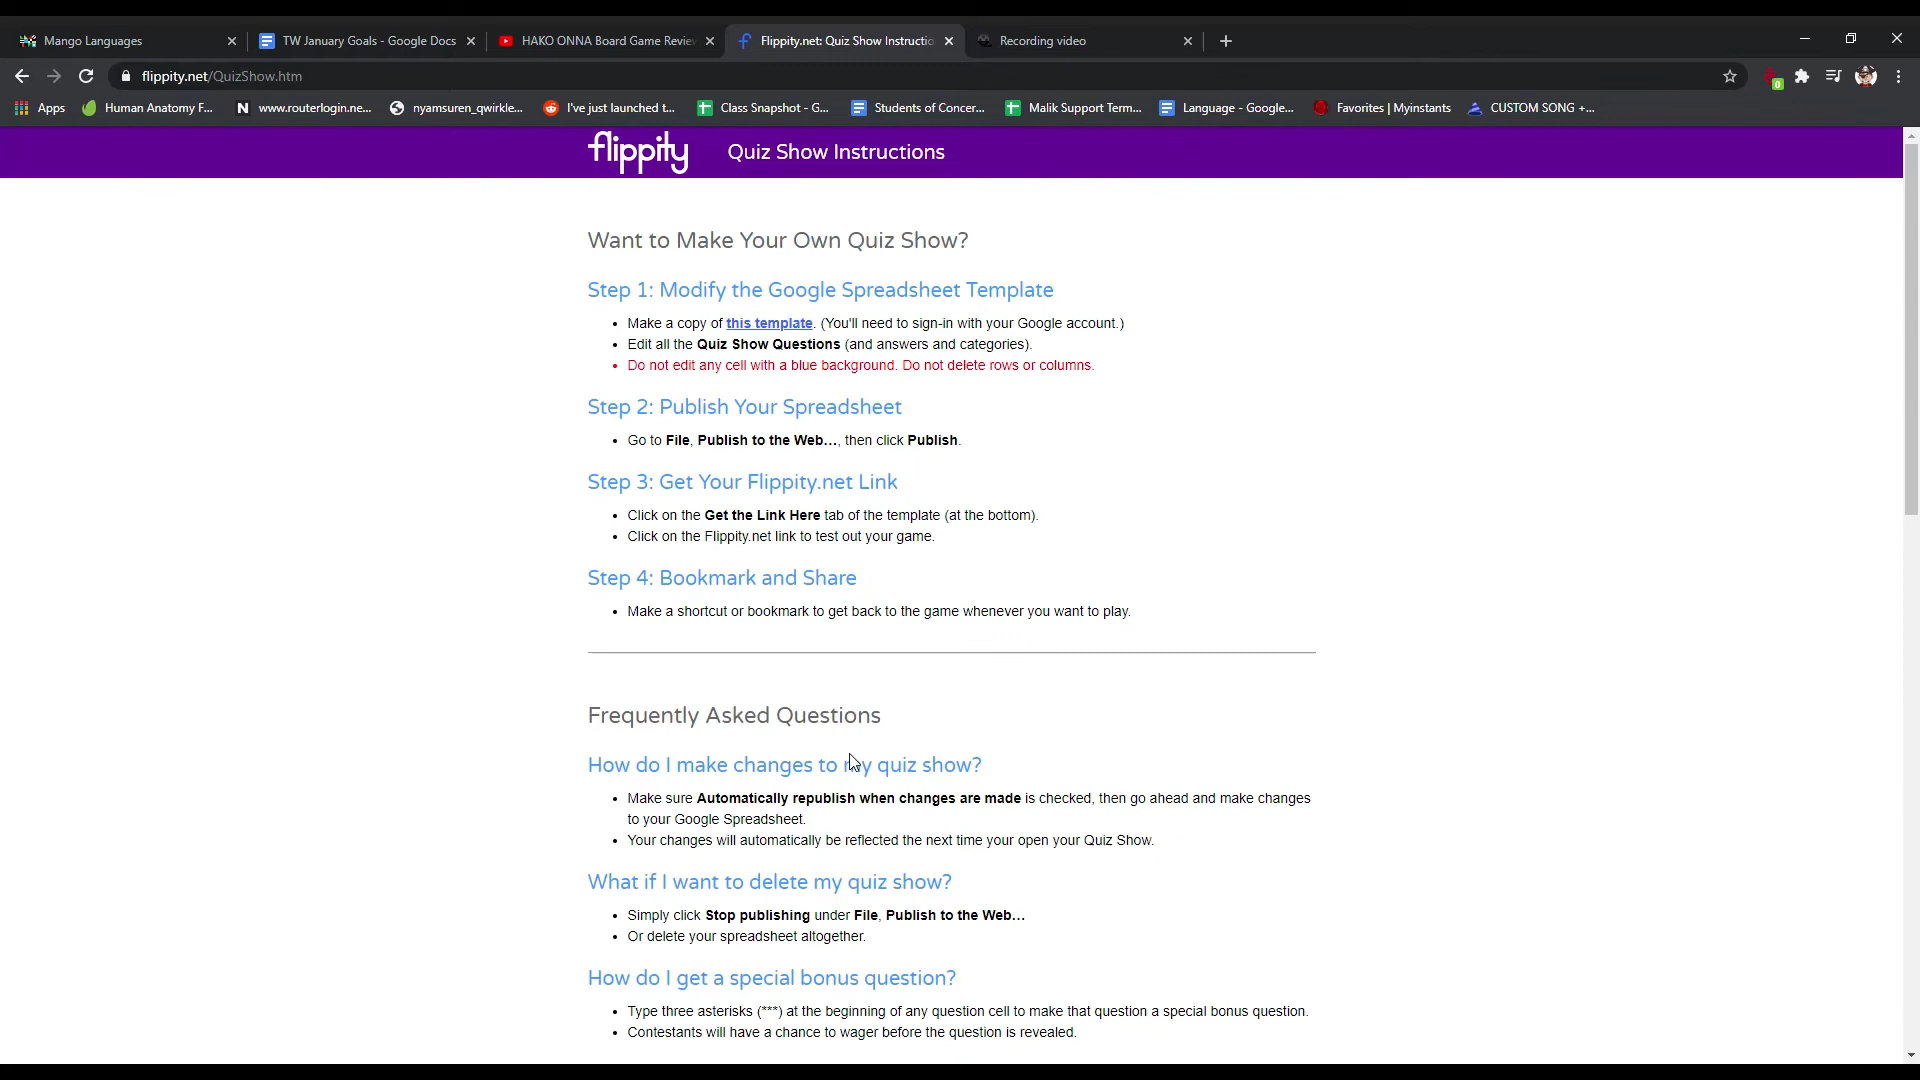 Mango Languages
TW January Goals - Google Docs
HAKO ONNA Board Game Review
Flippity.net: Quiz Show Instructio
Recording video
flippity.net/QuizShow.htm
0
Apps
Human Anatomy F...
www.routerlogin.ne...
nyamsuren_qwirkle...
I've just launched t...
Class Snapshot - G...
Students of Concer...
Malik Support Term...
Language - Google...
Favorites | Myinstants
CUSTOM SONG +...
flippity
Quiz Show Instructions
Want to Make Your Own Quiz Show?
Step 1: Modify the Google Spreadsheet Template
• Make a copy of this template. (You'll need to sign-in with your Google account.)
• Edit all the Quiz Show Questions (and answers and categories).
• Do not edit any cell with a blue background. Do not delete rows or columns.
Step 2: Publish Your Spreadsheet
• Go to File, Publish to the Web..., then click Publish.
Step 3: Get Your Flippity.net Link
• Click on the Get the Link Here tab of the template (at the bottom).
• Click on the Flippity.net link to test out your game.
Step 4: Bookmark and Share
• Make a shortcut or bookmark to get back to the game whenever you want to play.
Frequently Asked Questions
How do I make changes to my quiz show?
• Make sure Automatically republish when changes are made is checked, then go ahead and make changes
to your Google Spreadsheet.
• Your changes will automatically be reflected the next time your open your Quiz Show.
What if I want to delete my quiz show?
• Simply click Stop publishing under File, Publish to the Web...
• Or delete your spreadsheet altogether.
How do I get a special bonus question?
• Type three asterisks (***) at the beginning of any question cell to make that question a special bonus question.
• Contestants will have a chance to wager before the question is revealed.